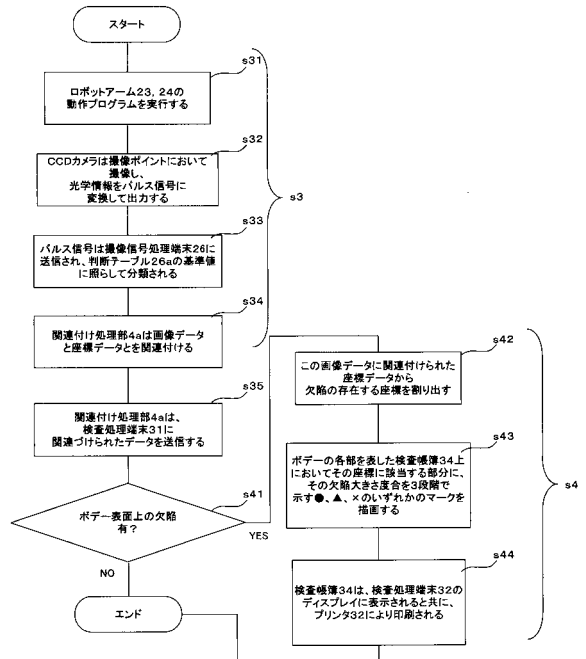 スタート
s31
ロボットアーム23, 24の
動作プログラムを実行する
s32
CCDカメラは撮像ポイントにおいて
撮像し、
光学情報をパルス信号に
変換して出力する
s3
s33
パルス信号は撮像信号処理端末26に
送信され、判断テーブル26aの基準値
に照らして分類される
s34
関連付け処理部4aは画像データ
と座標データとを関連付ける
s35
関連付け処理部4aは、
検査処理端末31に
関連づけられたデータを送信する
s41
ボデー表面上の欠陥
有?
YES
NO
エンド
s42
この画像データに関連付けられた
座標データから
欠陥の存在する座標を割り出す
s43
ボデーの各部を表した検査帳簿34上
においてその座標に該当する部分に、
その欠陥大きさ度合を3段階で
示す●、▲、×のいずれかのマークを
描画する
s4
s44
検査帳簿34は、検査処理端末32の
ディスプレイに表示されると共に、
プリンタ32により印刷される